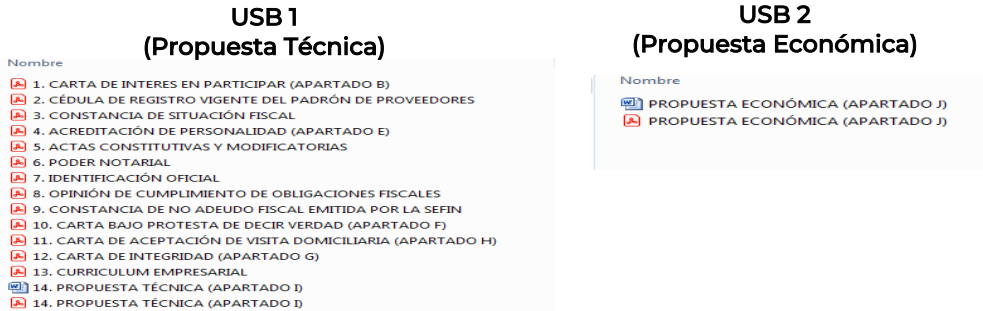 USB 1
(Propuesta Técnica)
Nombre
1. CARTA DE INTERES EN PARTICIPAR (APARTADO B)
2. CÉDULA DE REGISTRO VIGENTE DEL PADRÓN DE PROVEEDORES
3. CONSTANCIA DE SITUACIÓN FISCAL
4. ACREDITACIÓN DE PERSONALIDAD (APARTADO E)
5. ACTAS CONSTITUTIVAS Y MODIFICATORIAS
6. PODER NOTARIAL
7. IDENTIFICACIÓN OFICIAL
8. OPINIÓN DE CUMPLIMIENTO DE OBLIGACIONES FISCALES
9. CONSTANCIA DE NO ADEUDO FISCAL EMITIDA POR LA SEFIN
10. CARTA BAJO PROTESTA DE DECIR VERDAD (APARTADO F)
11. CARTA DE ACEPTACIÓN DE VISITA DOMICILIARIA (APARTADO H)
12. CARTA DE INTEGRIDAD (APARTADO G)
13. CURRICULUM EMPRESARIAL
14. PROPUESTA TÉCNICA (APARTADO I)
14. PROPUESTA TÉCNICA (APARTADO I)
USB 2
(Propuesta Económica)
Nombre
PROPUESTA ECONÓMICA (APARTADO J)
PROPUESTA ECONÓMICA (APARTADO J)